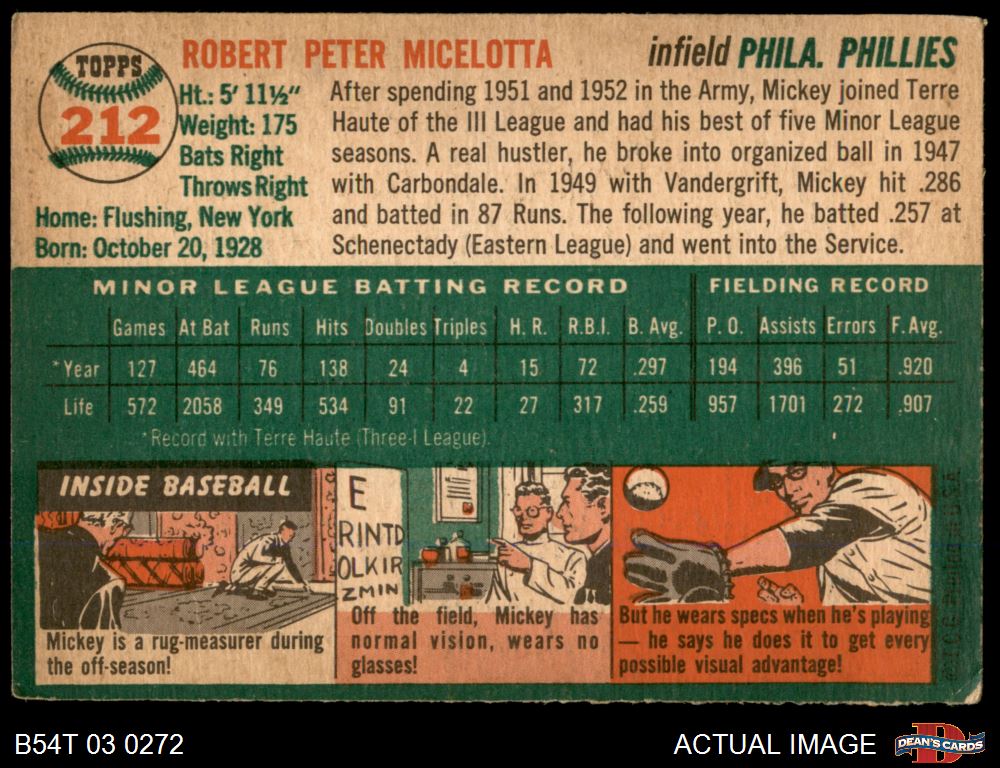 TOPPS
212
ROBERT PETER MICELOTTA
infield PHILA. PHILLIES
Ht.: 5' 11½"
Weight: 175
Bats Right
Throws Right
Home: Flushing, New York
Born: October 20, 1928
After spending 1951 and 1952 in the Army, Mickey joined Terre
Haute of the III League and had his best of five Minor League
seasons. A real hustler, he broke into organized ball in 1947
with Carbondale. In 1949 with Vandergrift, Mickey hit .286
and batted in 87 Runs. The following year, he batted .257 at
Schenectady (Eastern League) and went into the Service.
MINOR LEAGUE BATTING RECORD FIELDING RECORD
Games At Bat Runs Hits Doubles Triples H. R. R.B.I. B. Avg. P. O. Assists Errors F. Avg.
*Year 127 464 76 138 24 4 15 72 .297 194 396 51 .920
Life 572 2058 349 534 91 22 27 317 .259 957 1701 272 .907
*Record with Terre Haute (Three-I League).
INSIDE BASEBALL
Mickey is a rug-measurer during
the off-season!
E
RINTD
OLKIR
ZMIN
Off the field, Mickey has
normal vision, wears no
glasses!
But he wears specs when he's playing
— he says he does it to get every
possible visual advantage!
B54T 03 0272
ACTUAL IMAGE
DEAN'S CARDS